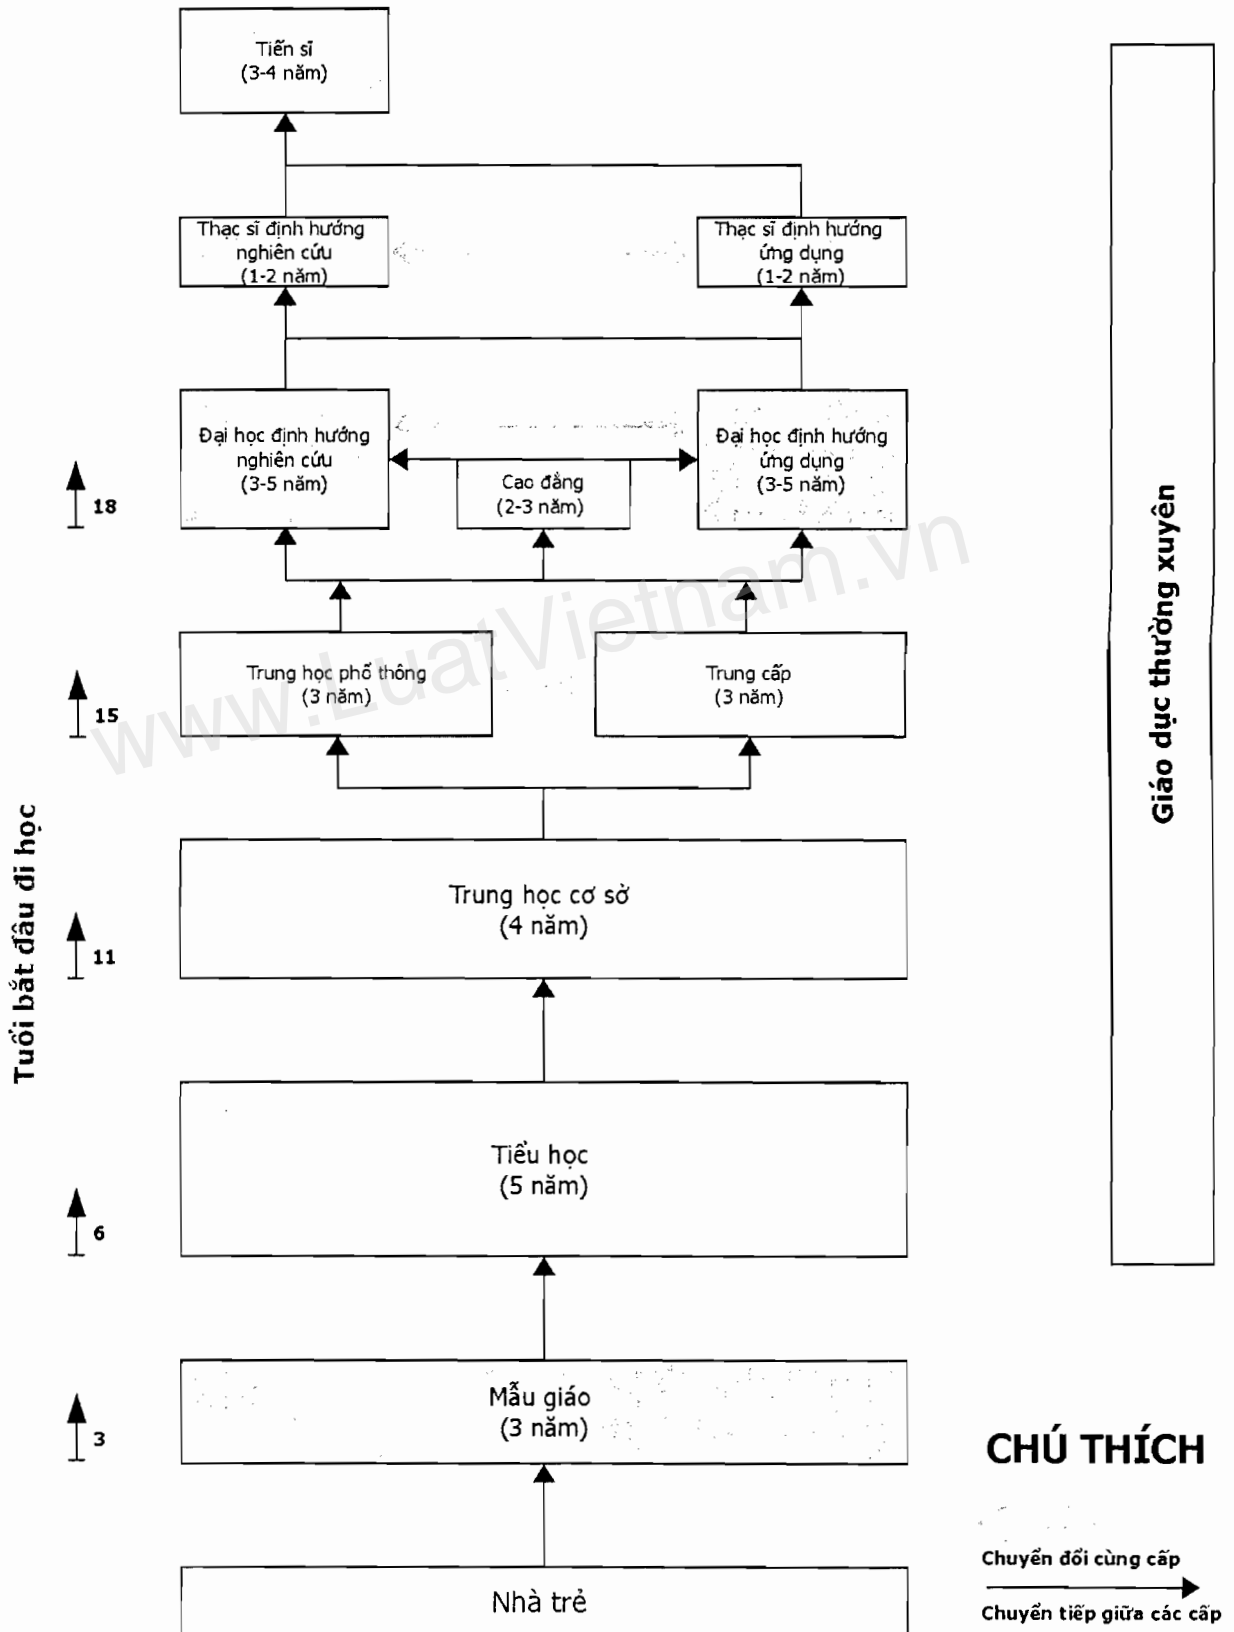 Tiến sĩ
(3-4 năm)
Thạc sĩ định hướng
nghiên cứu
(1-2 năm)
Thạc sĩ định hướng
ứng dụng
(1-2 năm)
Đại học định hướng
nghiên cứu
(3-5 năm)
Cao đẳng
(2-3 năm)
Đại học định hướng
ứng dụng
(3-5 năm)
18
Trung học phổ thông
(3 năm)
Trung cấp
(3 năm)
15
Trung học cơ sở
(4 năm)
11
Tiểu học
(5 năm)
6
Mẫu giáo
(3 năm)
3
Nhà trẻ
Tuổi bắt đầu đi học
Giáo dục thường xuyên
CHÚ THÍCH
Chuyển đổi cùng cấp
Chuyển tiếp giữa các cấp
www.LuatVietnam.vn